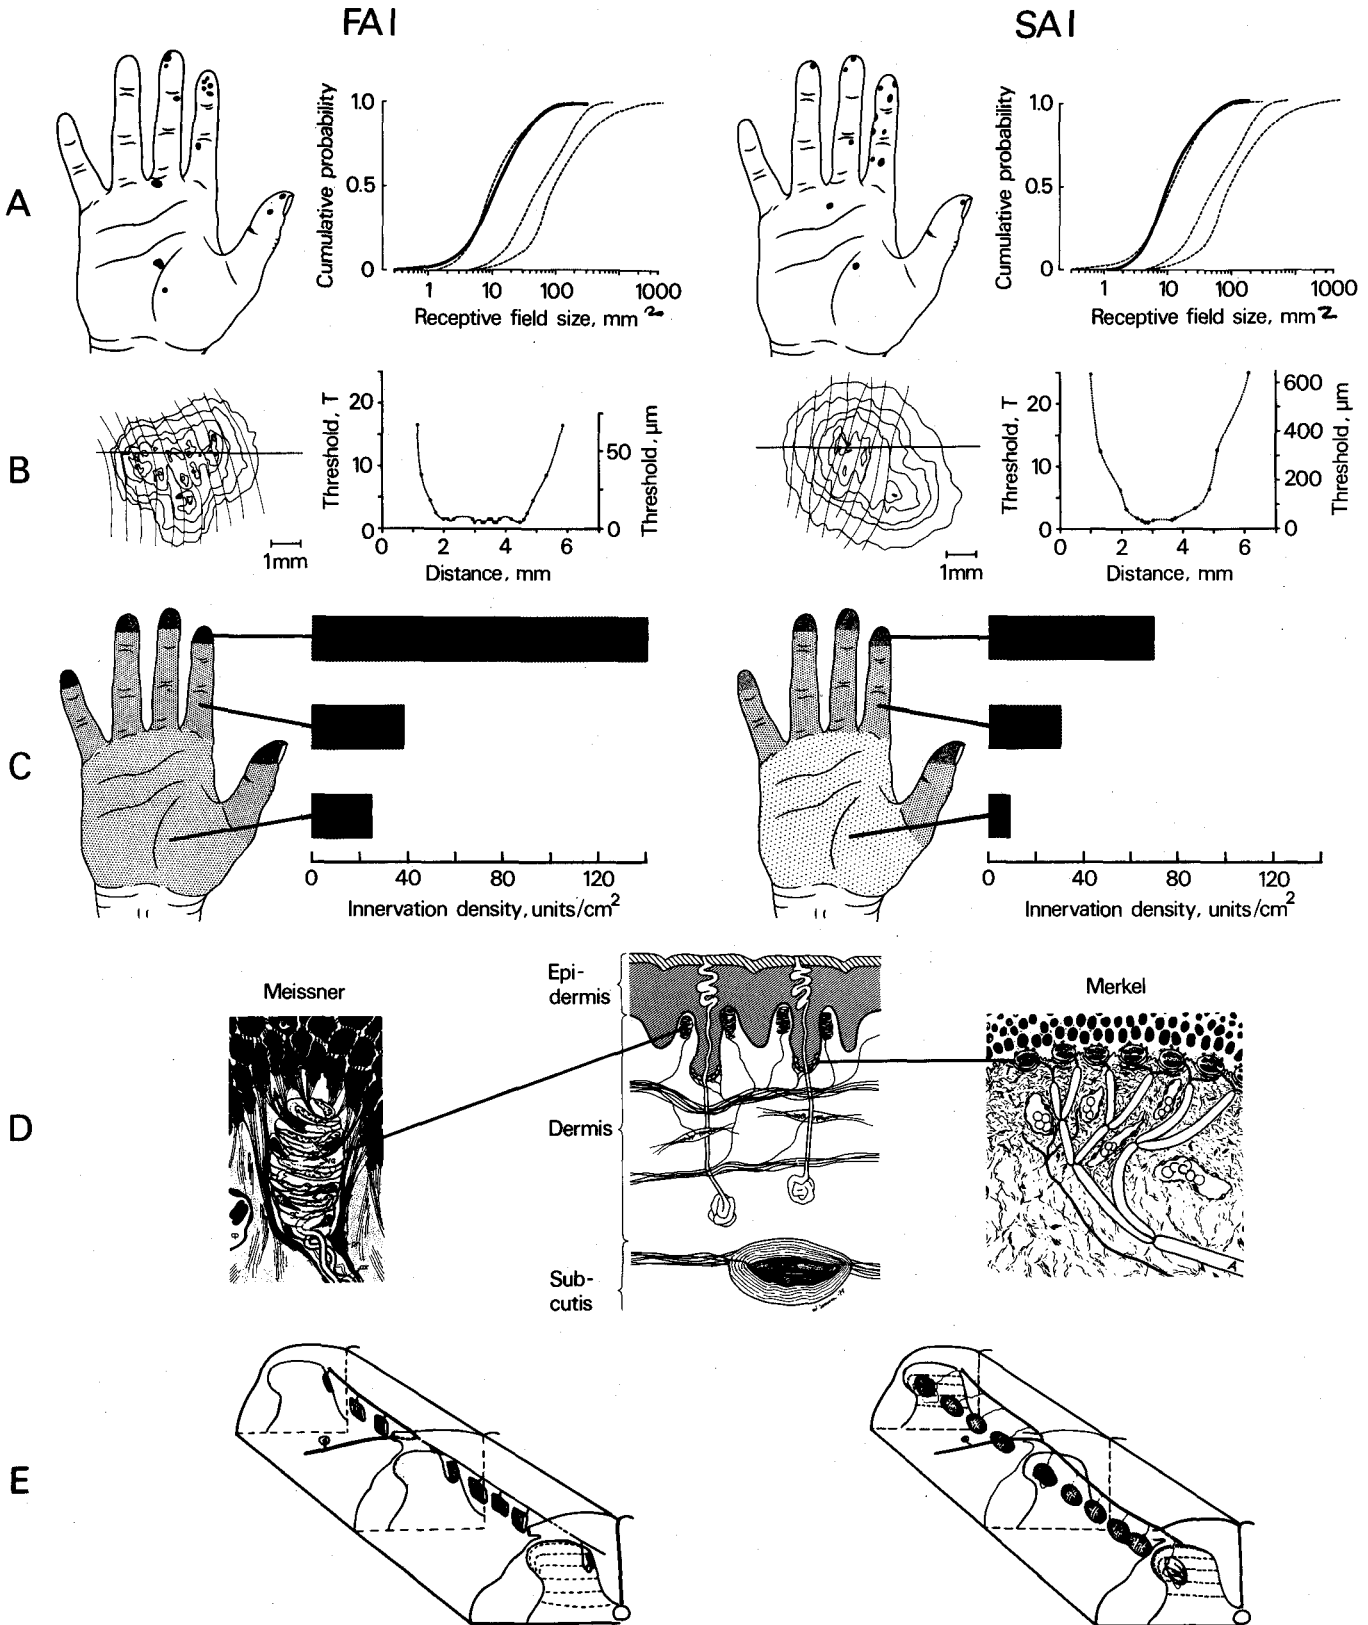 FA I
SA I
A
Cumulative probability
1.0
0.5
0
1
10
100
1000
Receptive field size, mm 2
Cumulative probability
1.0
0.5
0
1
10
100
1000
Receptive field size, mm 2
B
1mm
Threshold, T
20
10
0
0
2
4
6
Distance, mm
50
0
Threshold, µm
1mm
Threshold, T
20
10
0
0
2
4
6
Distance, mm
600
400
200
0
Threshold, µm
C
0
40
80
120
Innervation density, units/cm2
0
40
80
120
Innervation density, units/cm2
D
Meissner
Epi-
dermis
Dermis
Sub-
cutis
Merkel
E